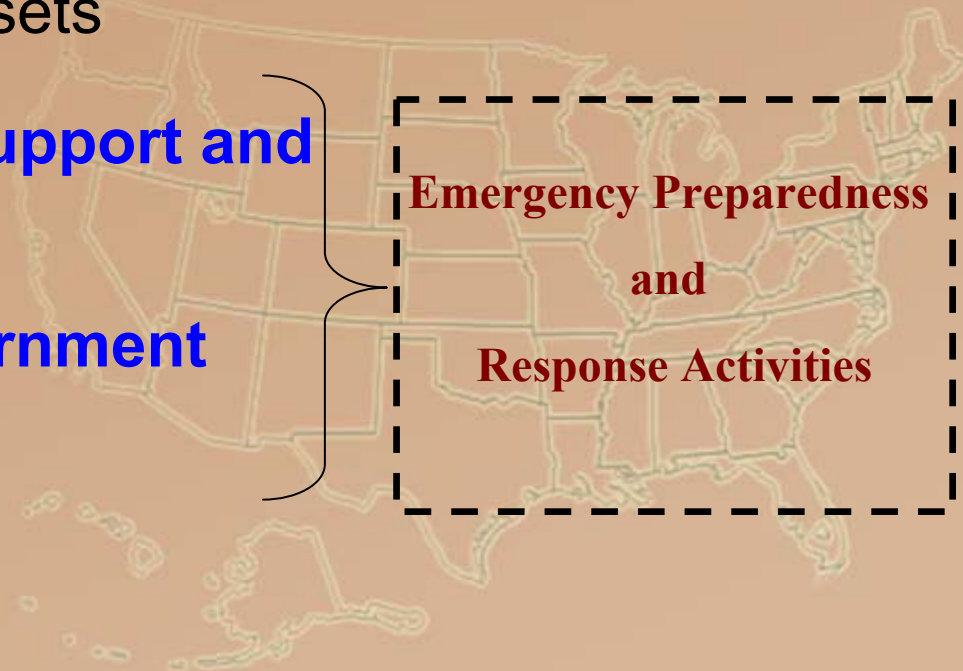 sets
upport and
rnment
Emergency Preparedness
and
Response Activities